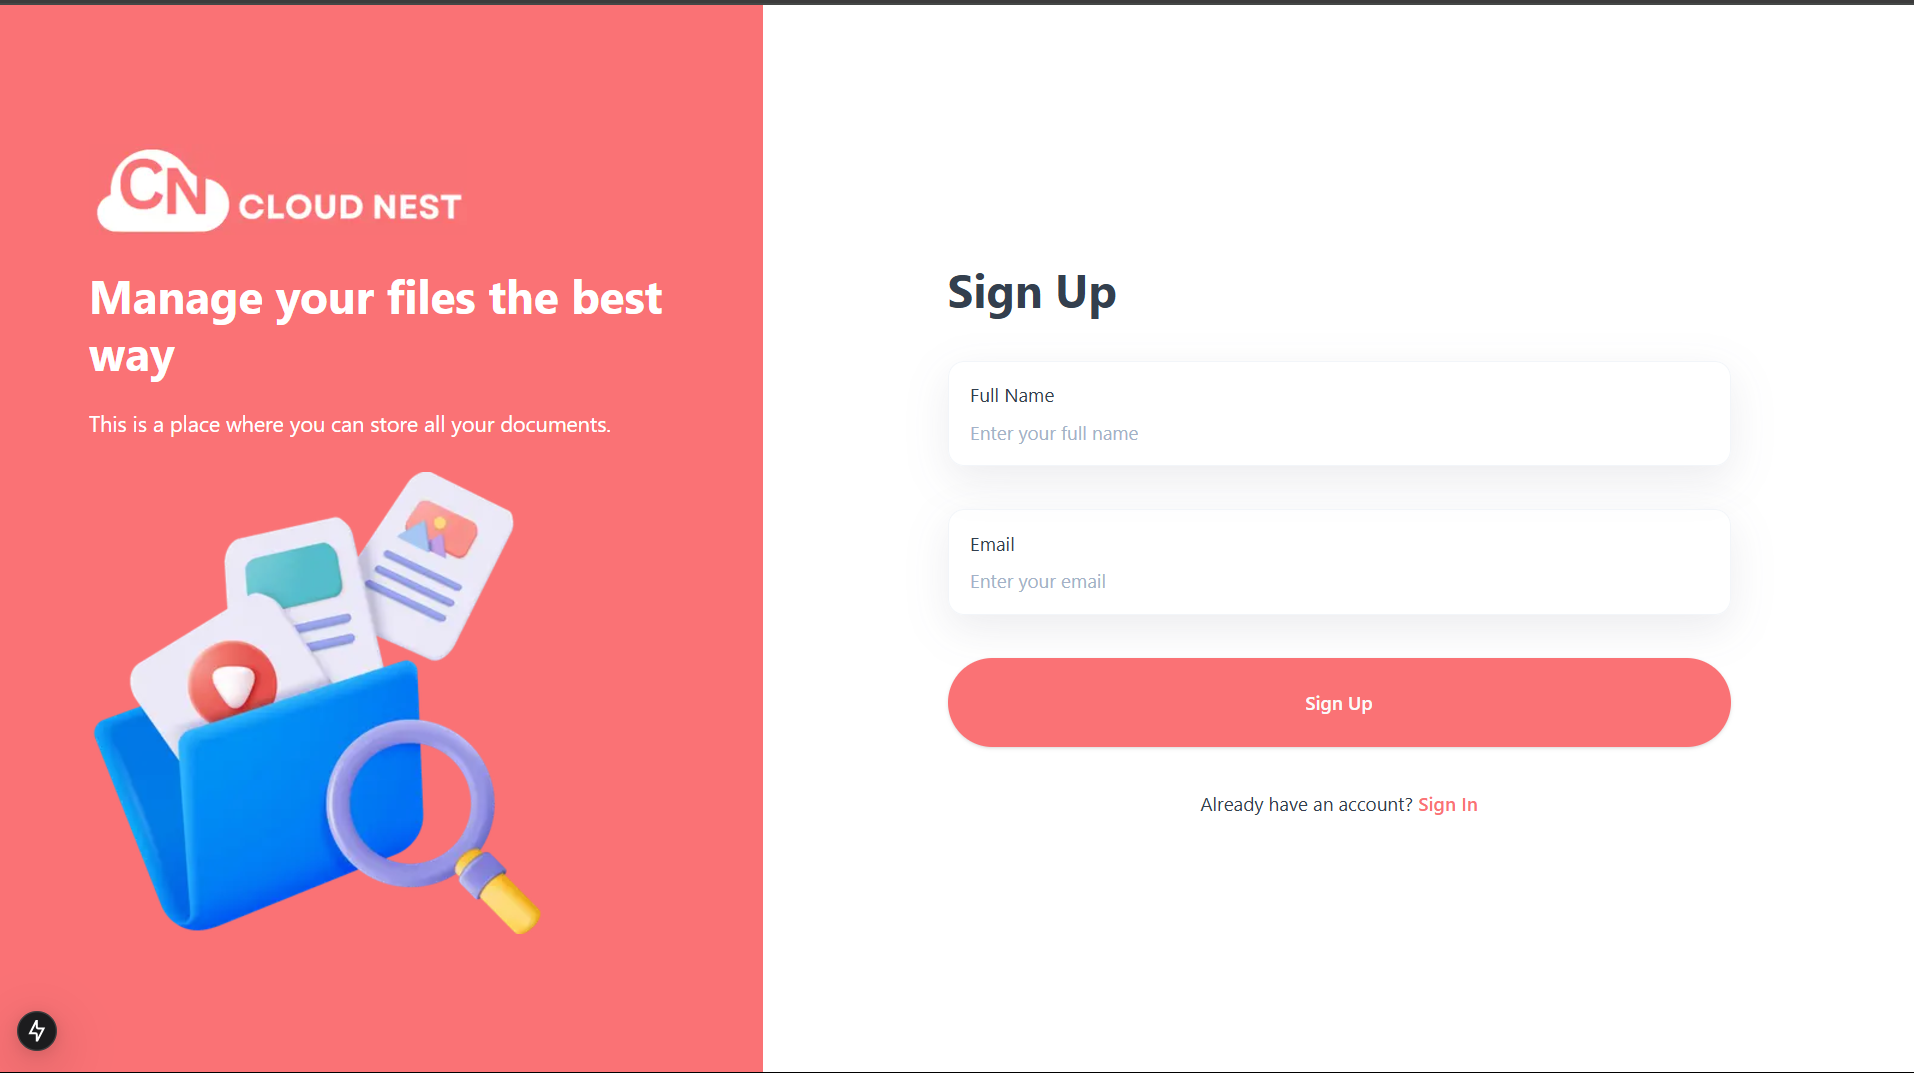 CN CLOUD NEST
Manage your files the best
way
This is a place where you can store all your documents.
Sign Up
Full Name
Enter your full name
Email
Enter your email
Sign Up
Already have an account? Sign In